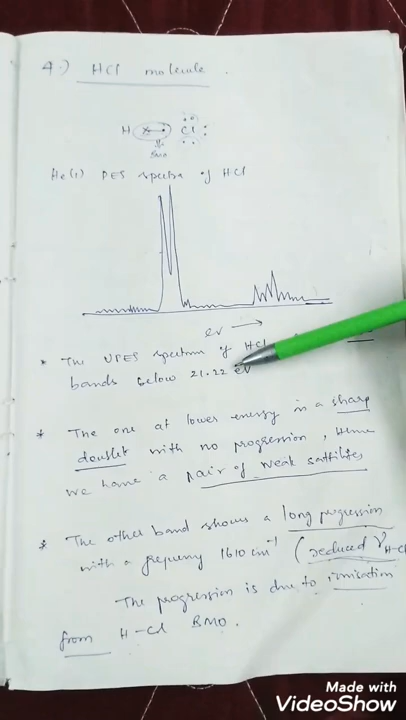 4.) HCl molecule.
H Cl
BMO
He(I) PES spectra of HCl
ev →
* The UPES spectrum of HCl
bands below 21.22 eV
* The one at lower energy is a sharp
doublet with no progression,
we have a pair of weak sattlites
* The other band shows a long progression
with a frequency 1610 cm⁻¹ (reduced γH-Cl
The progression is due to ionisation
from H-Cl BMO.
Made with
VideoShow